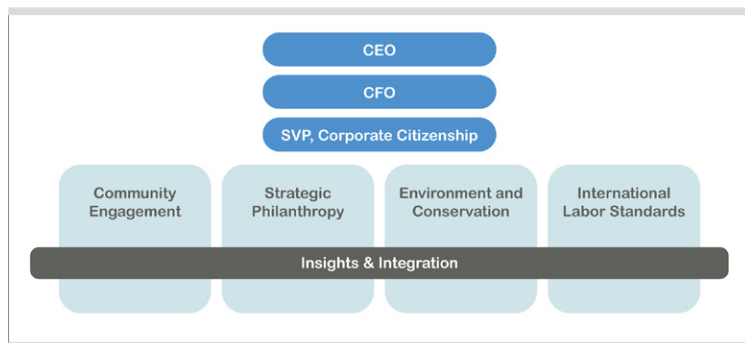 CEO
CFO
SVP, Corporate Citizenship
Community
Engagement
Strategic
Philanthropy
Environment and
Conservation
International
Labor Standards
Insights & Integration